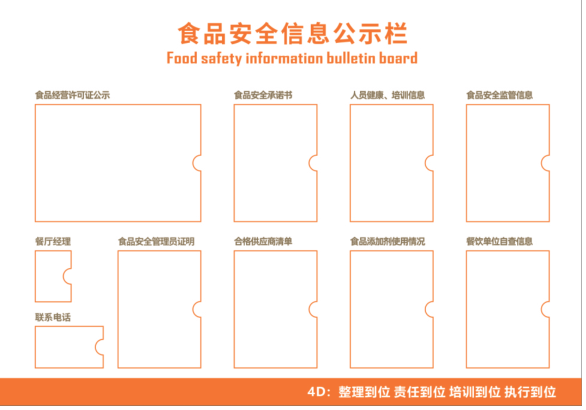 食品安全信息公示栏
Food safety information bulletin board
食品经营许可证公示
食品安全承诺书
人员健康、培训信息
食品安全监管信息
餐厅经理
食品安全管理员证明
合格供应商清单
食品添加剂使用情况
餐饮单位自查信息
联系电话
4D：整理到位 责任到位 培训到位 执行到位